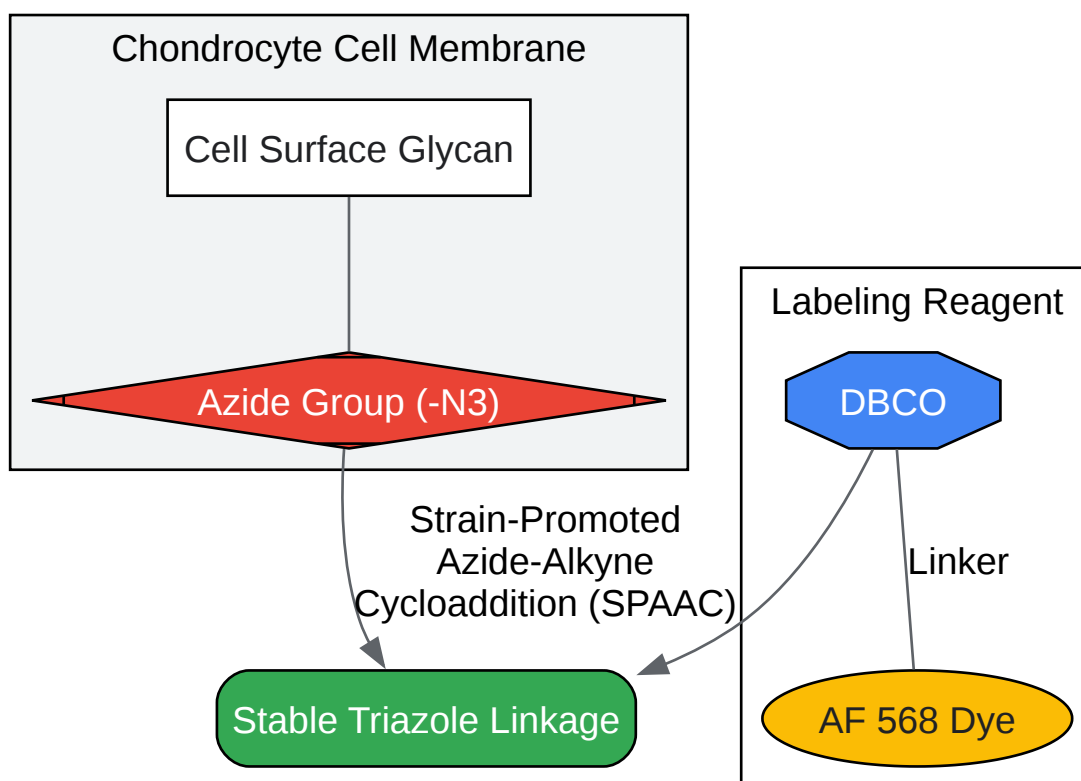 Chondrocyte Cell Membrane
Cell Surface Glycan
Labeling Reagent
Azide Group (-N3)
DBCO
Strain-Promoted
Azide-Alkyne
Cycloaddition (SPAAC)
Linker
Stable Triazole Linkage
AF 568 Dye